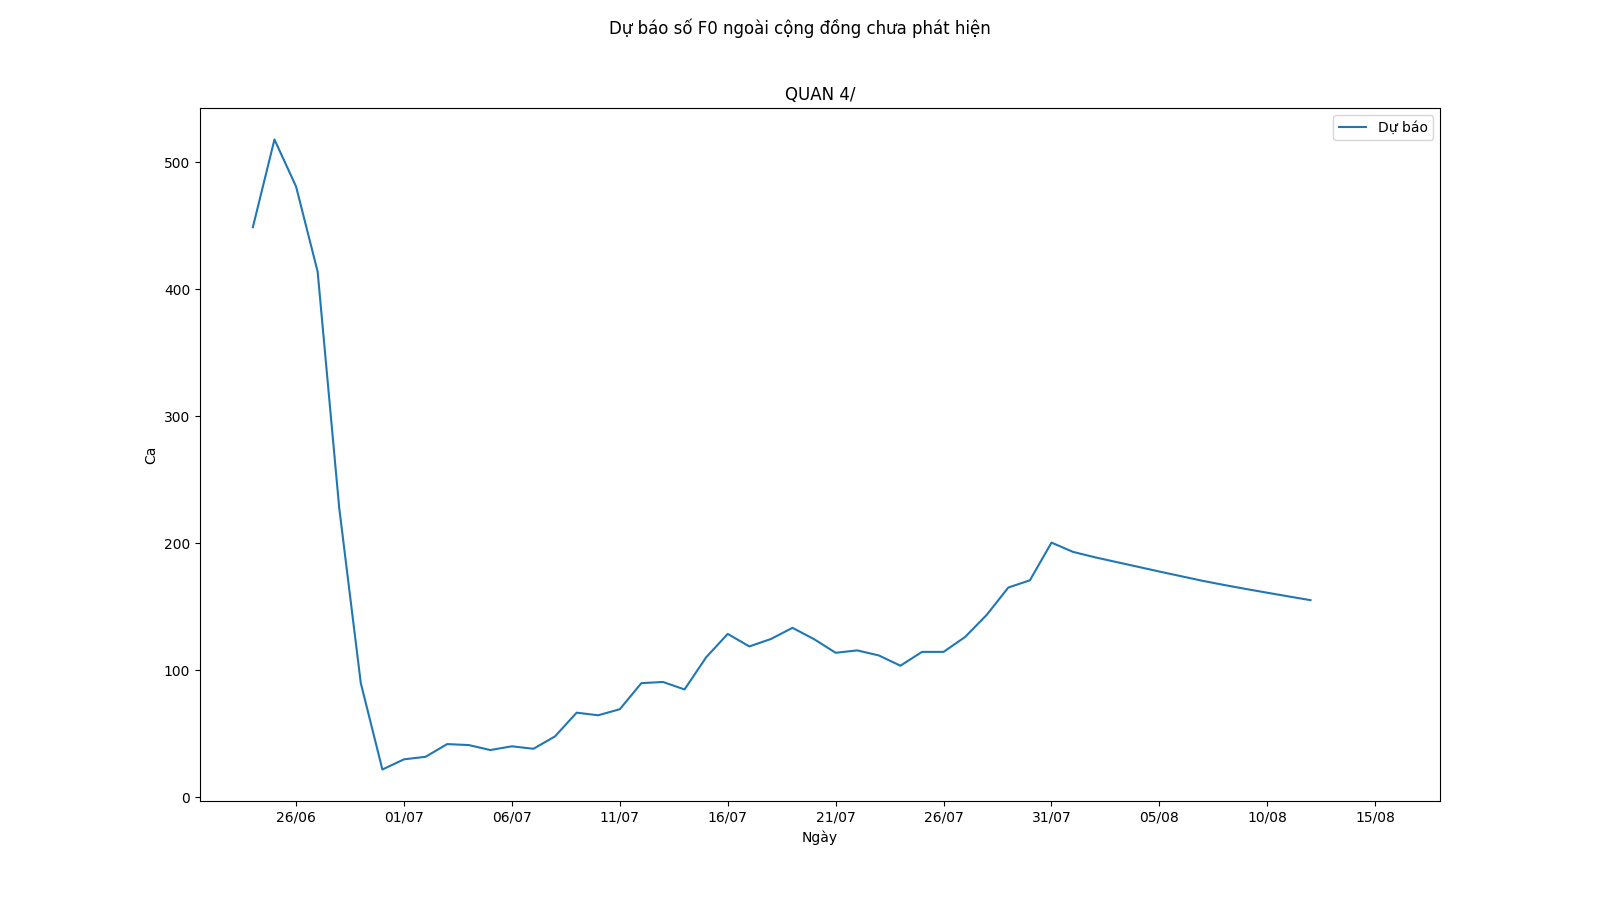 Dự báo số F0 ngoài cộng đồng chưa phát hiện
QUAN 4/
Dự báo
500
400
300
200
100
0
Ca
26/06 01/07 06/07 11/07 16/07 21/07 26/07 31/07 05/08 10/08 15/08
Ngày